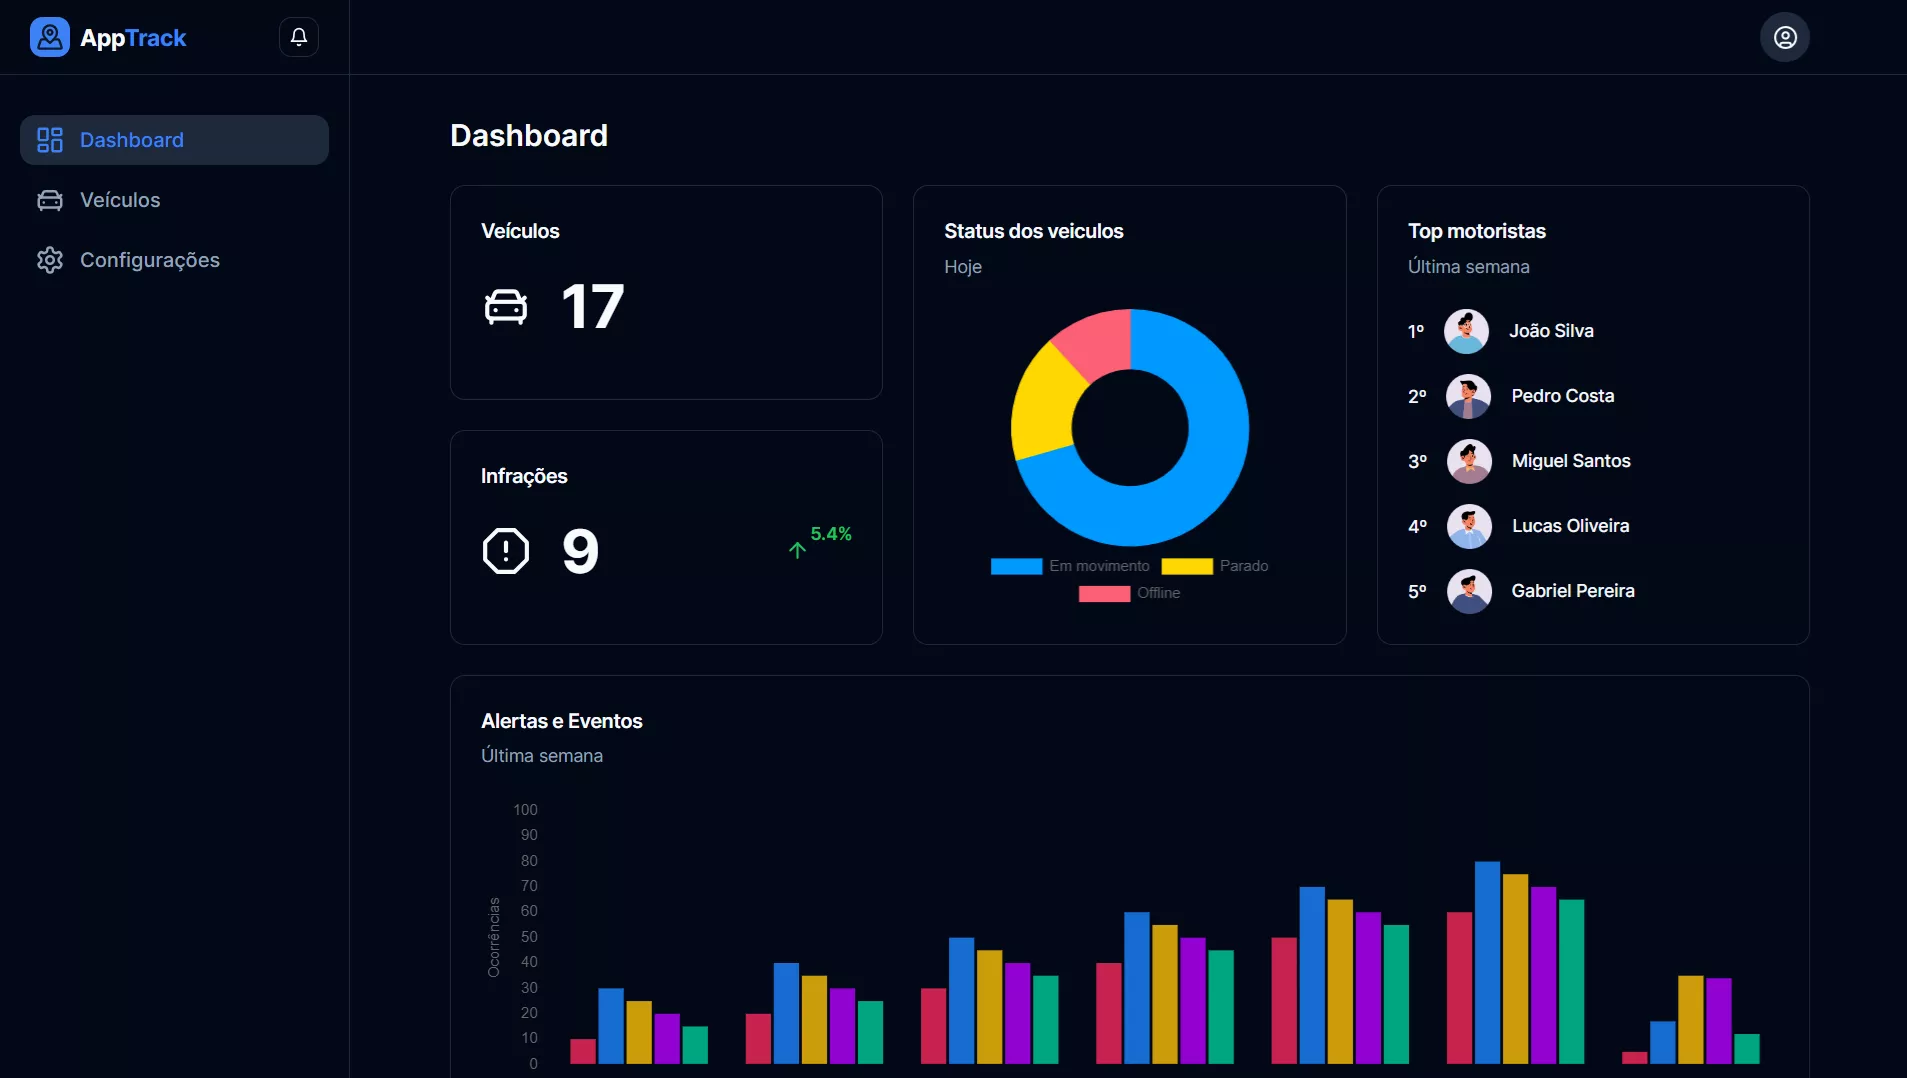 AppTrack
Dashboard
Veículos
Configurações
Dashboard
Veículos
17
Infrações
9
5.4%
Status dos veiculos
Hoje
Em movimento
Parado
Offline
Top motoristas
Última semana
1º João Silva
2º Pedro Costa
3º Miguel Santos
4º Lucas Oliveira
5º Gabriel Pereira
Alertas e Eventos
Última semana
Ocorrências
100
90
80
70
60
50
40
30
20
10
0